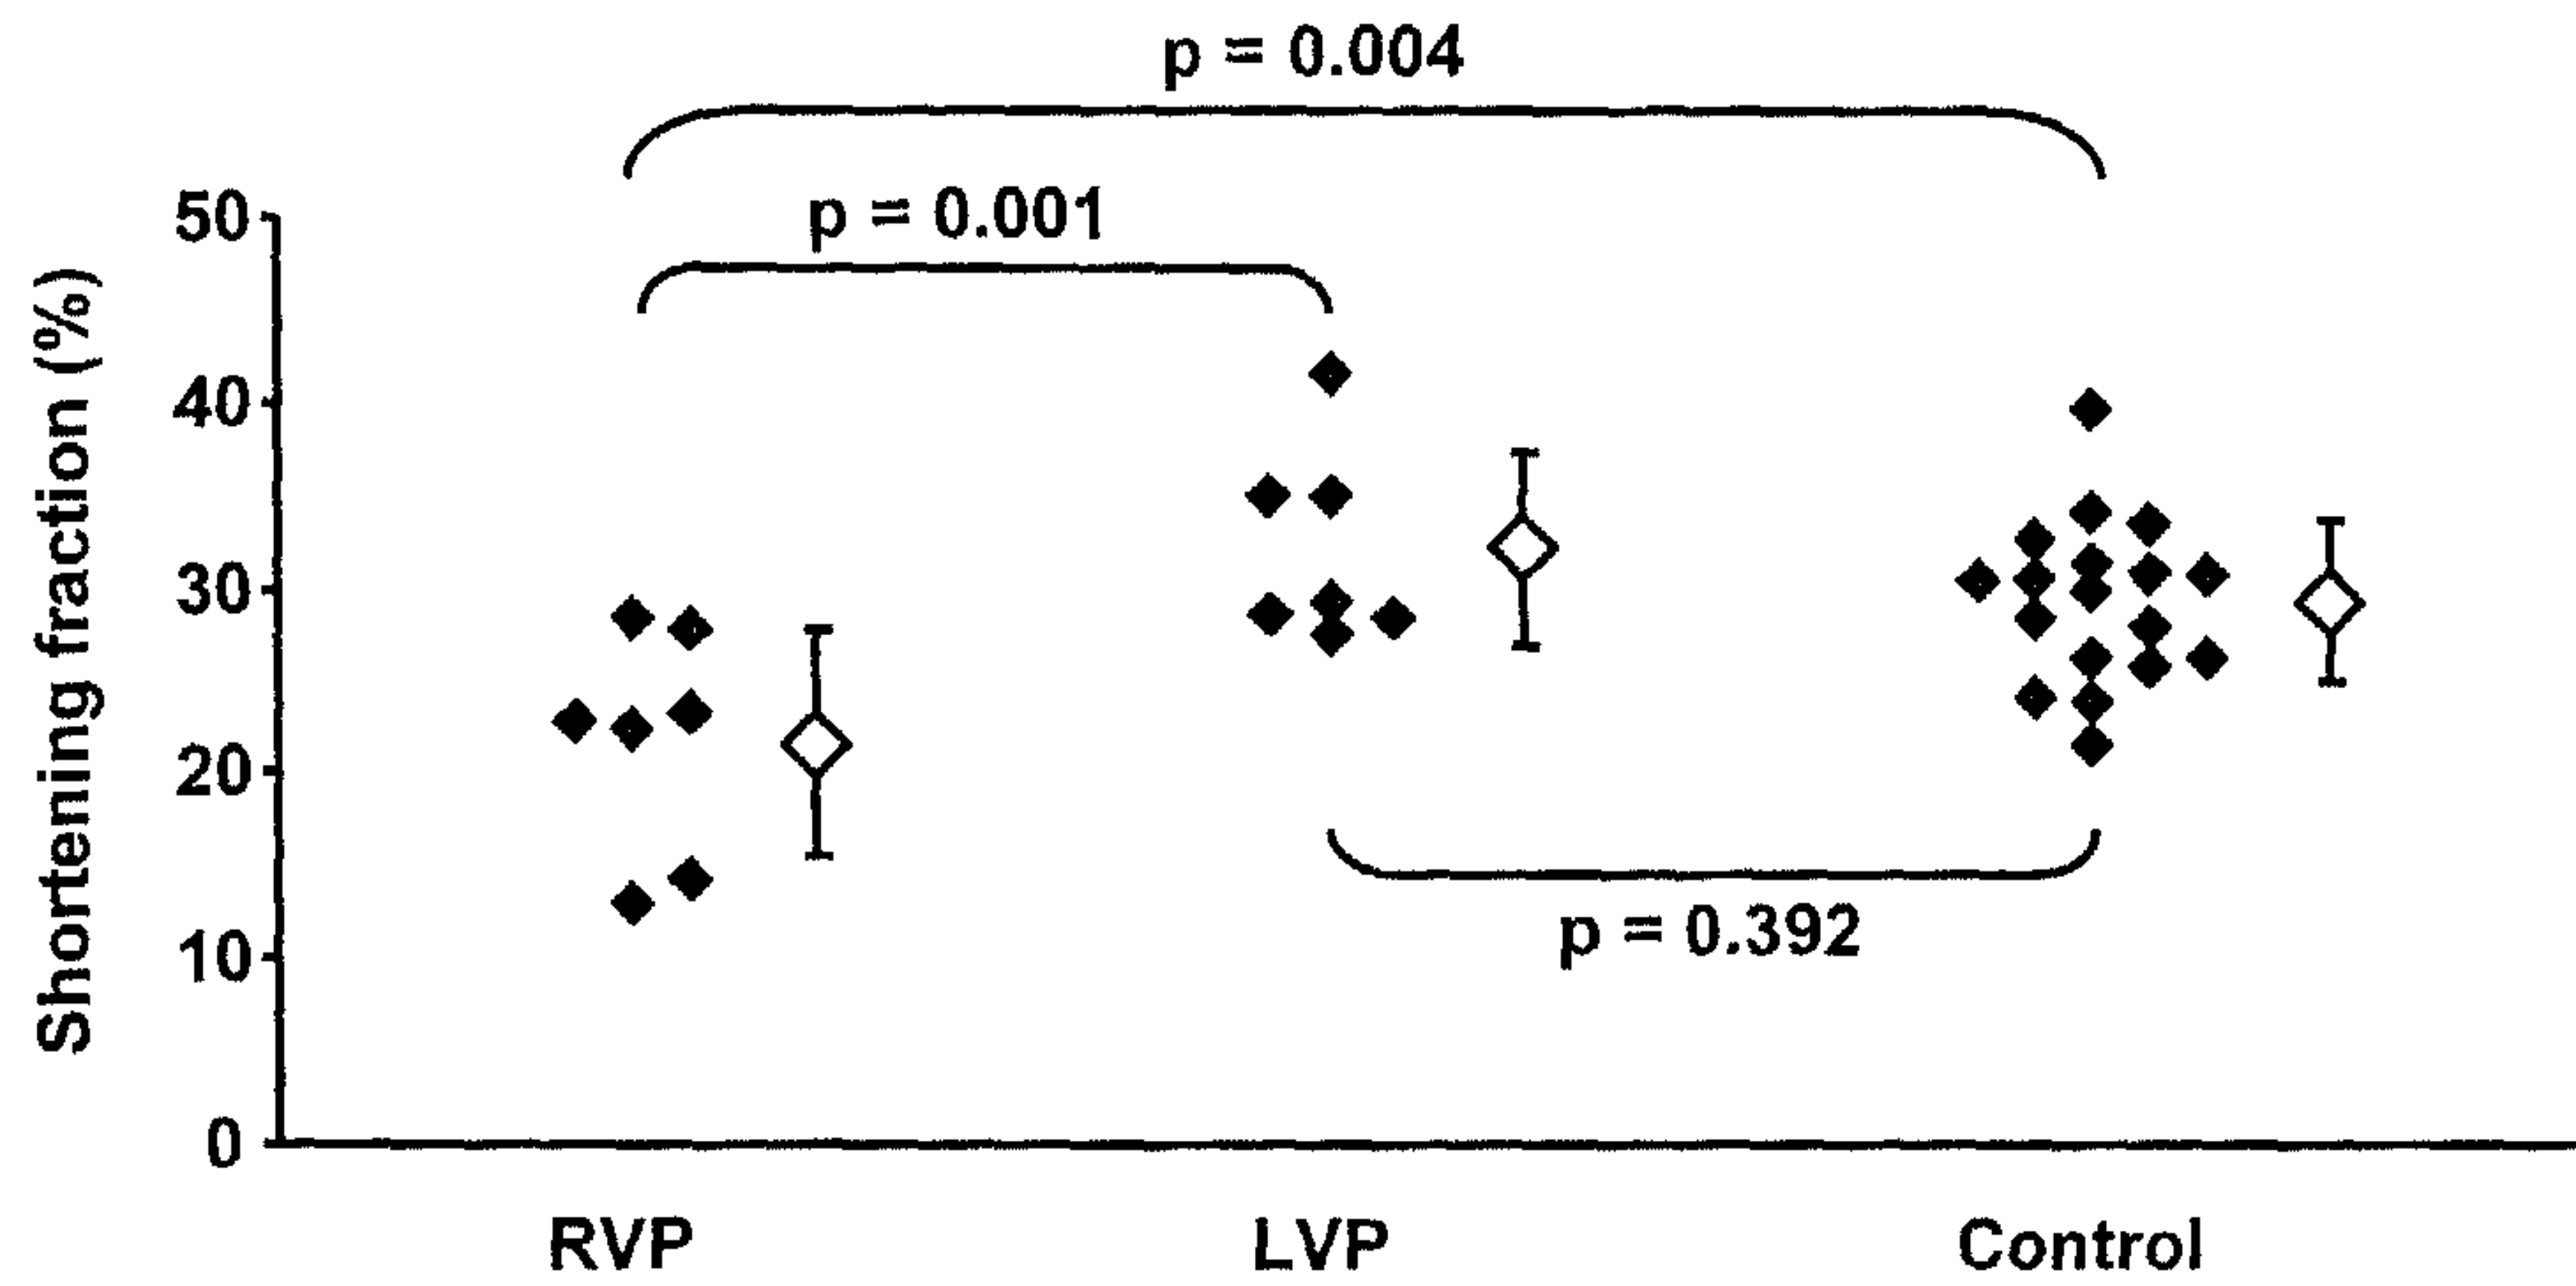 p = 0.004
p = 0.001
50
40
30
20
10
0
Shortening fraction (%)
p = 0.392
RVP
LVP
Control